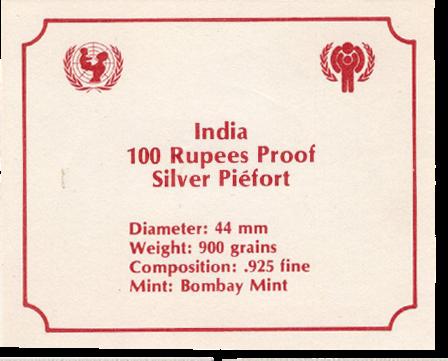 India
100 Rupees Proof
Silver Piéfort
Diameter: 44 mm
Weight: 900 grains
Composition: .925 fine
Mint: Bombay Mint